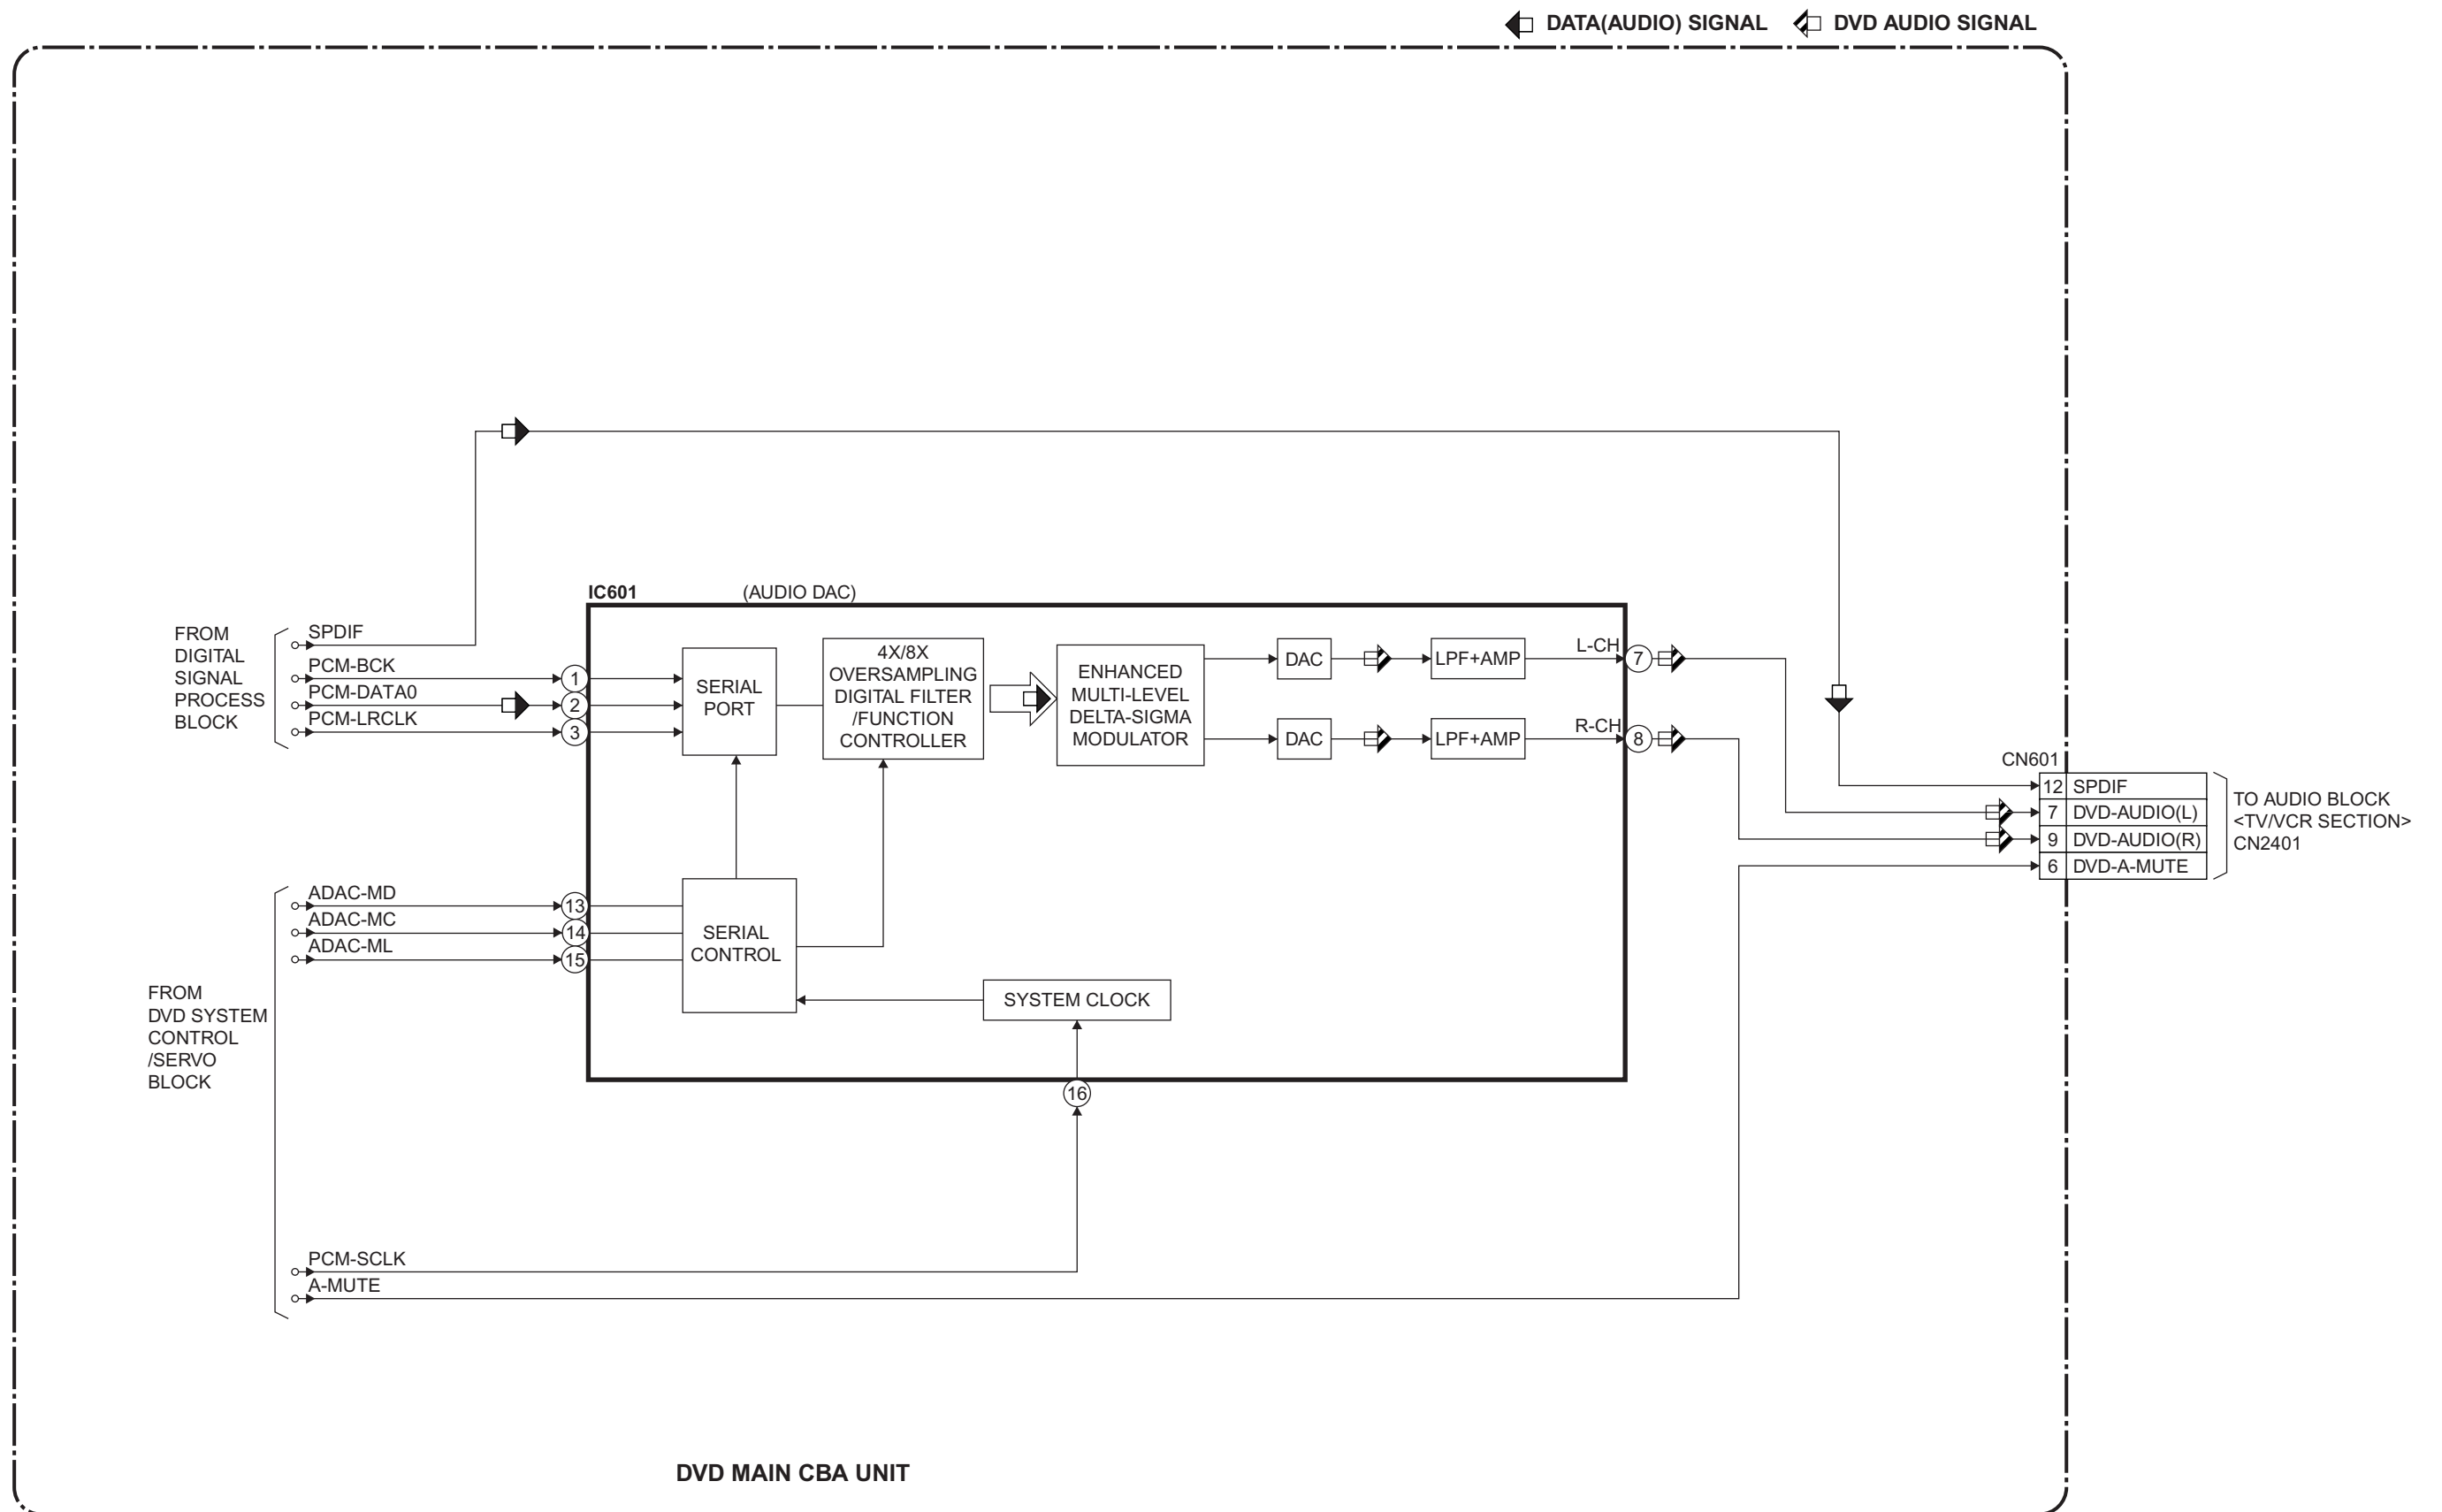 DATA(AUDIO) SIGNAL
DVD AUDIO SIGNAL
IC601
(AUDIO DAC)
FROM
DIGITAL
SIGNAL
PROCESS
BLOCK
SPDIF
PCM-BCK
PCM-DATA0
PCM-LRCLK
1
2
3
SERIAL
PORT
4X/8X
OVERSAMPLING
DIGITAL FILTER
/FUNCTION
CONTROLLER
ENHANCED
MULTI-LEVEL
DELTA-SIGMA
MODULATOR
DAC
LPF+AMP
L-CH
7
DAC
LPF+AMP
R-CH
8
CN601
12 SPDIF
7 DVD-AUDIO(L)
9 DVD-AUDIO(R)
6 DVD-A-MUTE
TO AUDIO BLOCK
<TV/VCR SECTION>
CN2401
FROM
DVD SYSTEM
CONTROL
/SERVO
BLOCK
ADAC-MD
ADAC-MC
ADAC-ML
13
14
15
SERIAL
CONTROL
SYSTEM CLOCK
16
PCM-SCLK
A-MUTE
DVD MAIN CBA UNIT